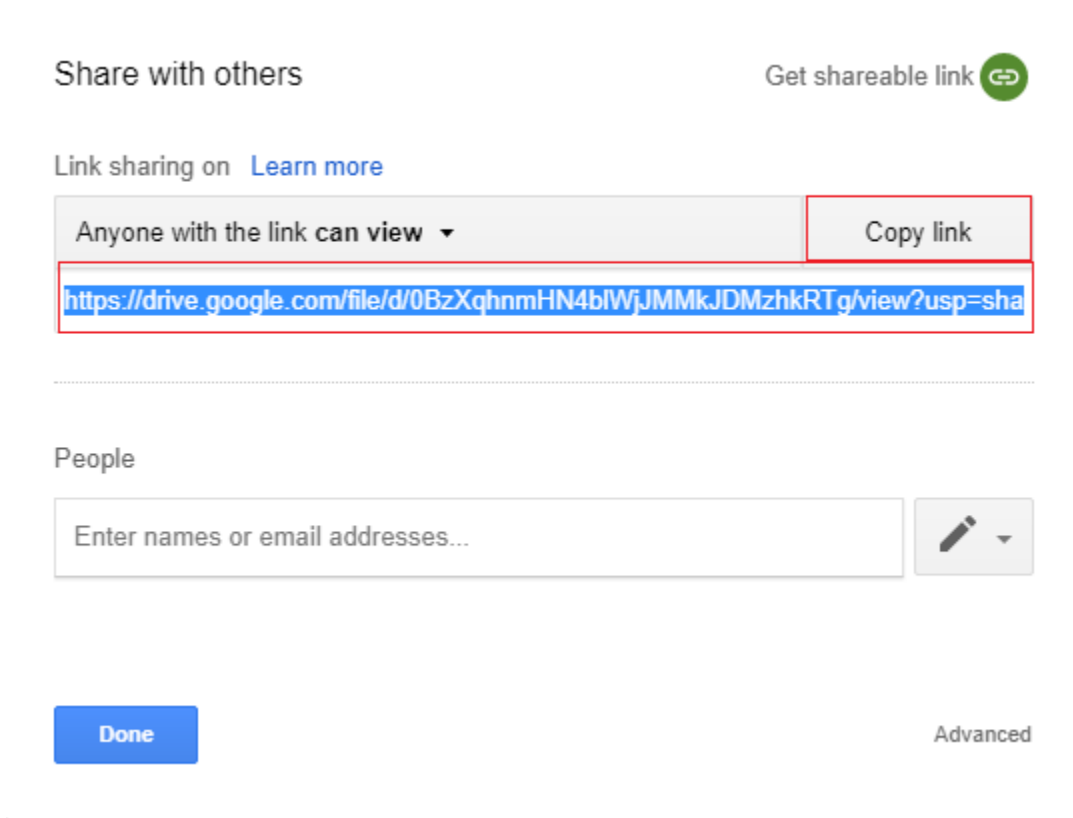 Share with others
Get shareable link
Link sharing on Learn more
Anyone with the link can view
Copy link
https://drive.google.com/file/d/0BzXqhnmHN4blWjJMMkJDMzhkRTg/view?usp=sha
People
Enter names or email addresses...
Done
Advanced